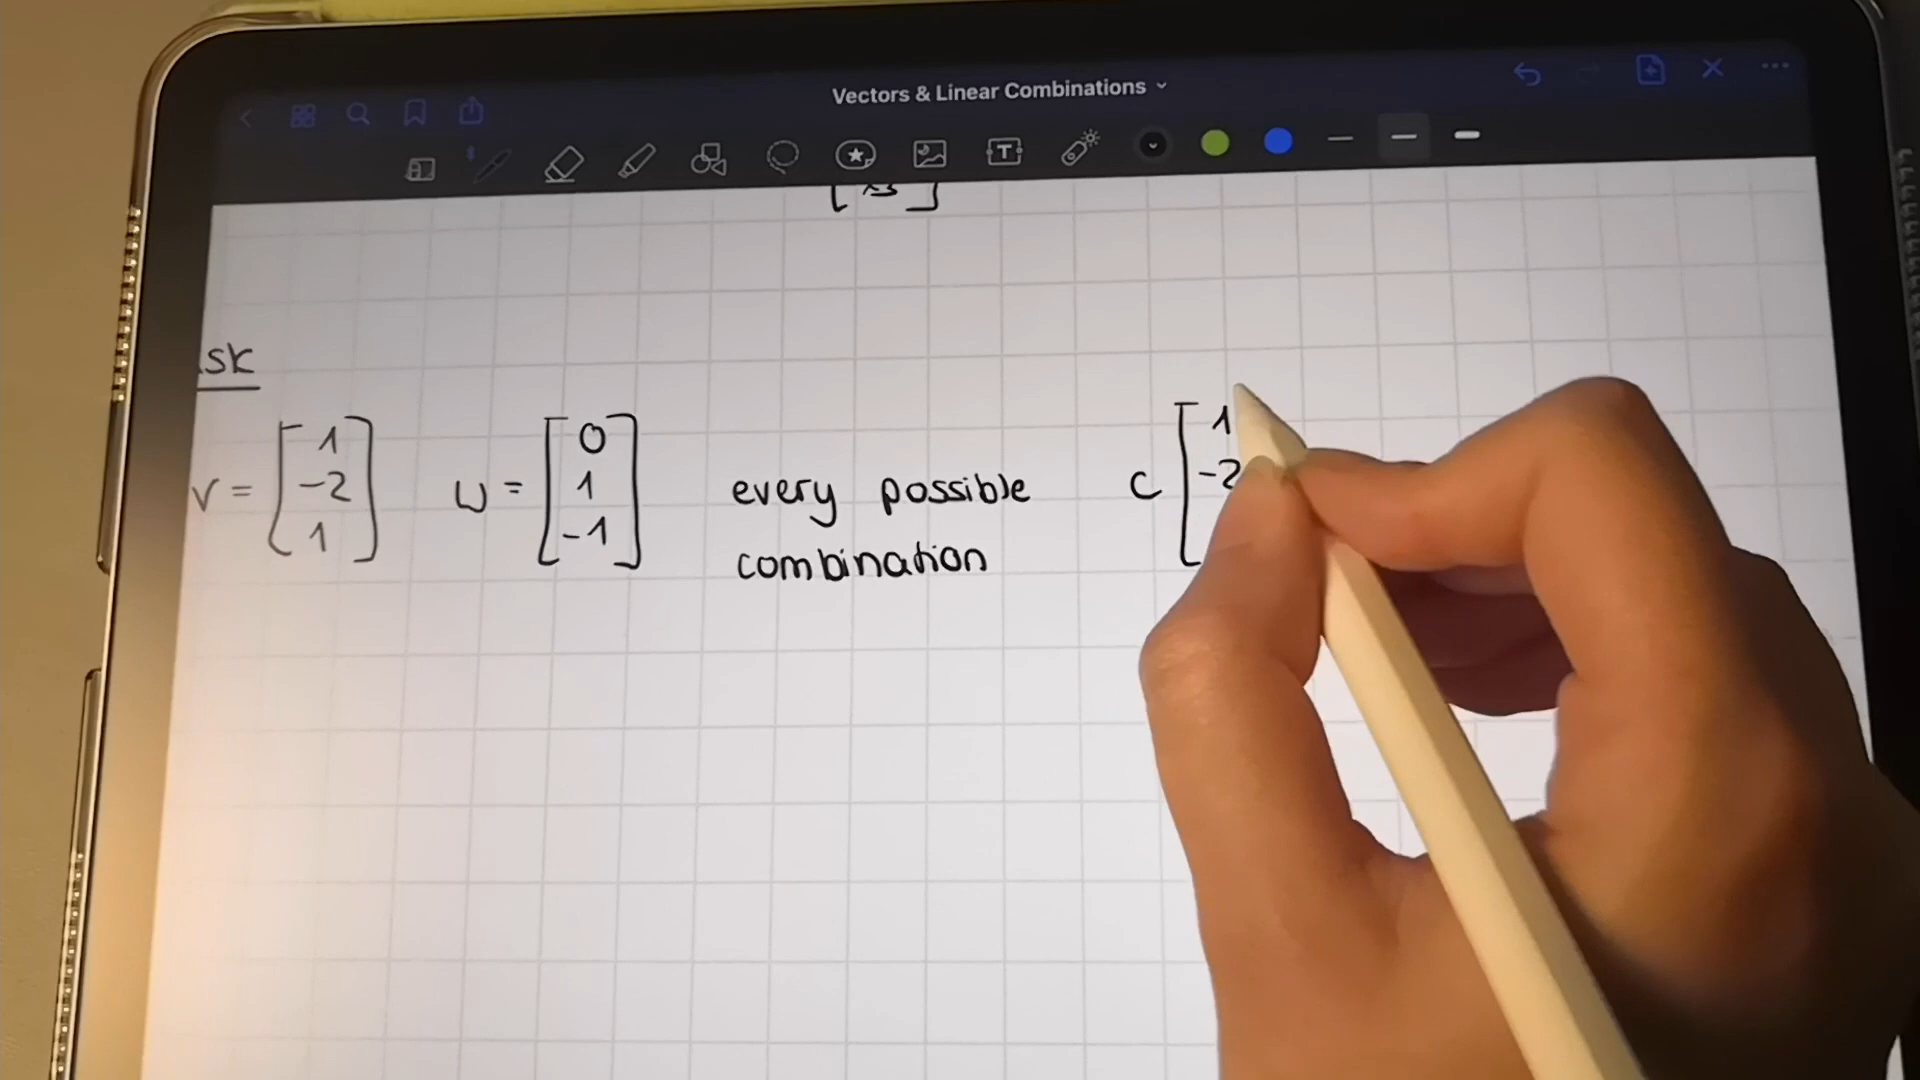 Vectors & Linear Combinations
T
sk
v = [1 -2 1] w = [0 1 -1] every possible c [1 -2
combination